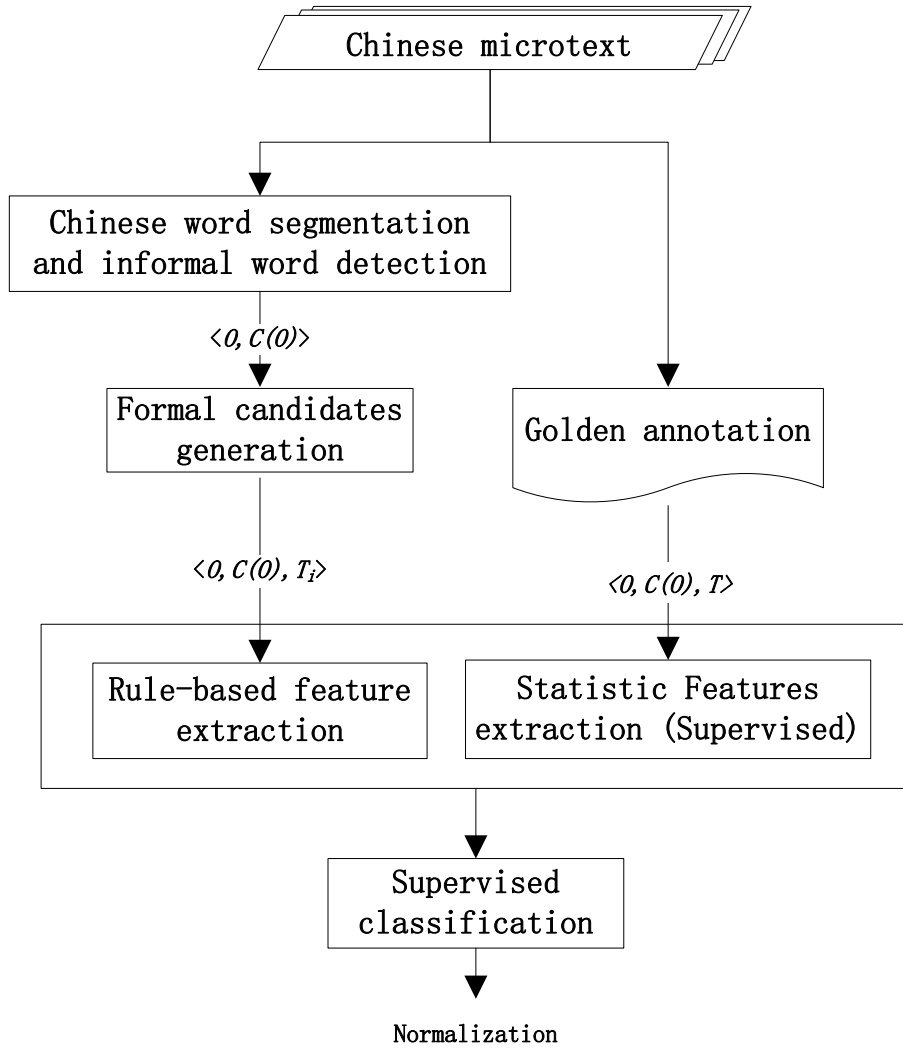 Chinese microtext
Chinese word segmentation
and informal word detection
<O, C(O)>
Formal candidates
generation
Golden annotation
<O, C(O), Tᵢ>
<O, C(O), T>
Rule-based feature
extraction
Statistic Features
extraction (Supervised)
Supervised
classification
Normalization